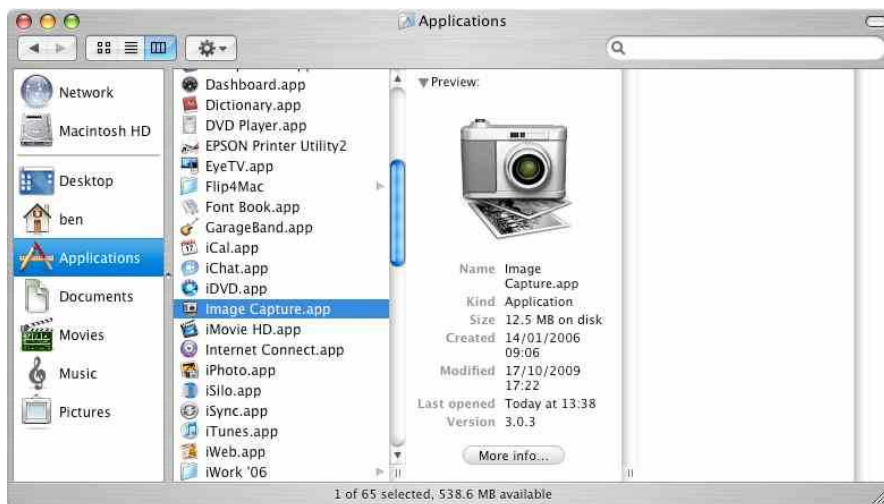 Applications
Network
Macintosh HD
Desktop
ben
Applications
Documents
Movies
Music
Pictures
Dashboard.app
Dictionary.app
DVD Player.app
EPSON Printer Utility2
EyeTV.app
Flip4Mac
Font Book.app
GarageBand.app
iCal.app
iChat.app
iDVD.app
Image Capture.app
iMovie HD.app
Internet Connect.app
iPhoto.app
iSilo.app
iSync.app
iTunes.app
iWeb.app
iWork '06
Preview:
Name Image
Capture.app
Kind Application
Size 12.5 MB on disk
Created 14/01/2006
09:06
Modified 17/10/2009
17:22
Last opened Today at 13:38
Version 3.0.3
More info...
1 of 65 selected, 538.6 MB available